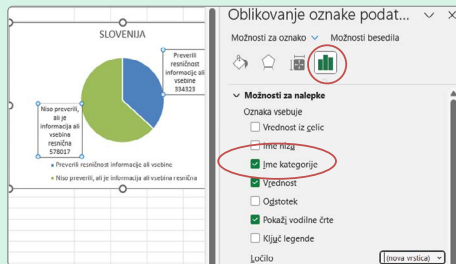 SLOVENIJA
Preverili
resničnost
informacije ali
vsebine
334323
Niso preverili,
ali je
informacija ali
vsebina
resnična
578017
Preverili resničnost informacije ali vsebine
Niso preverili, ali je informacija ali vsebina resnična
Oblikovanje oznake podat...
Možnosti za oznako
Možnosti besedila
Možnosti za nalepke
Oznaka vsebuje
Vrednost iz celic
Ime niza
Ime kategorije
Vrednost
Odstotek
Pokaži vodilne črte
Ključ legende
Ločilo
(nova vrstica)